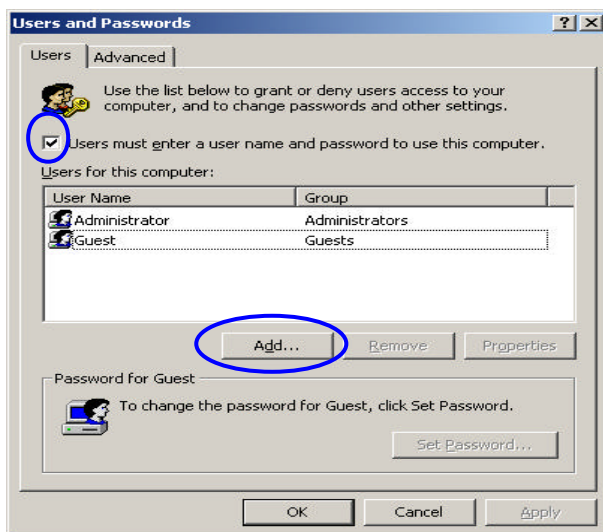 Users and Passwords
Users Advanced
Use the list below to grant or deny users access to your
computer, and to change passwords and other settings.
Users must enter a user name and password to use this computer.
Users for this computer:
User Name Group
Administrator Administrators
Guest Guests
Add... Remove Properties
Password for Guest
To change the password for Guest, click Set Password.
Set Password...
OK Cancel Apply